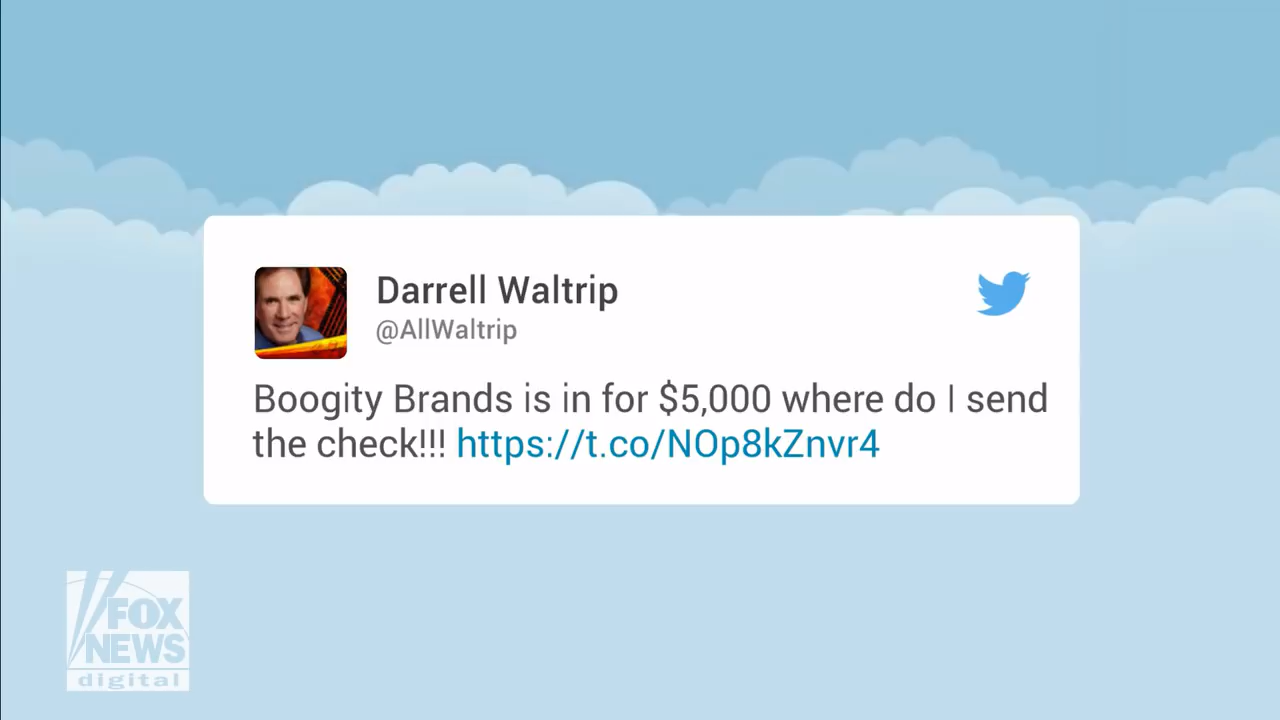 Darrell Waltrip
@AllWaltrip
Boogity Brands is in for $5,000 where do I send
the check!!! https://t.co/NOp8kZnvr4
FOX
NEWS
digital